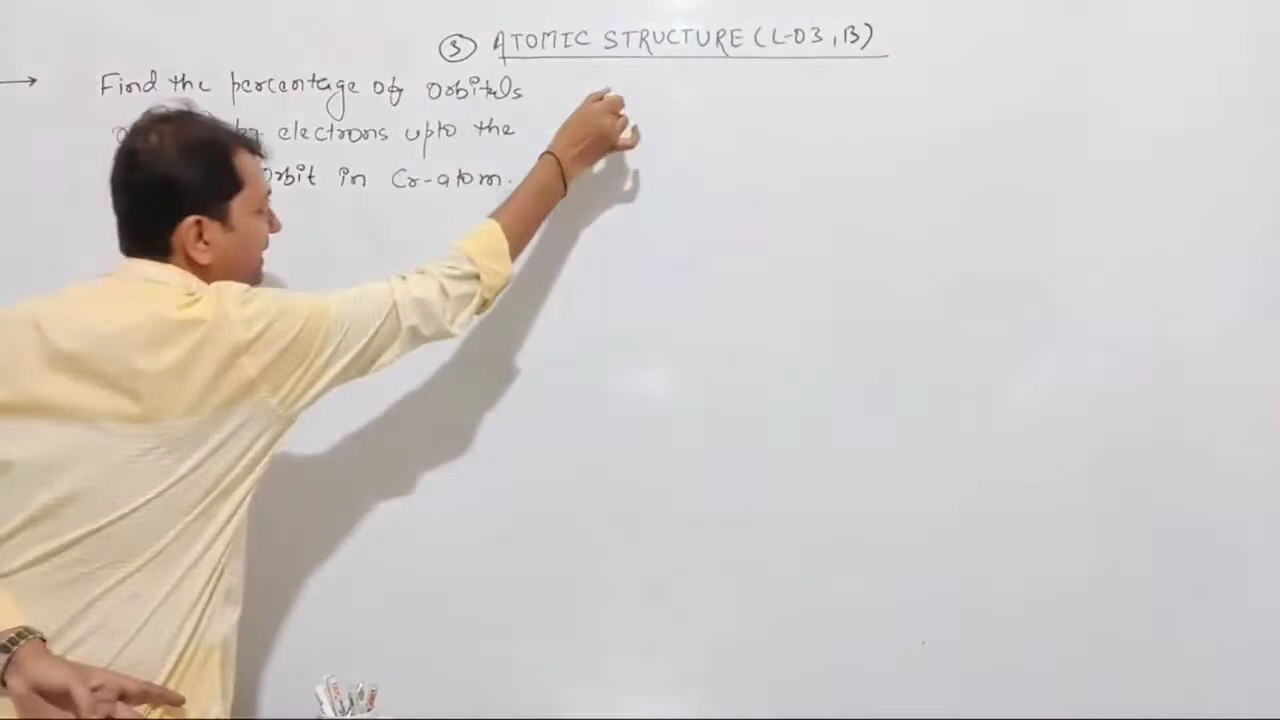 ③ ATOMIC STRUCTURE (L-03, B)
→ Find the percentage of orbitals
electrons upto the
orbit in Cr-atom.